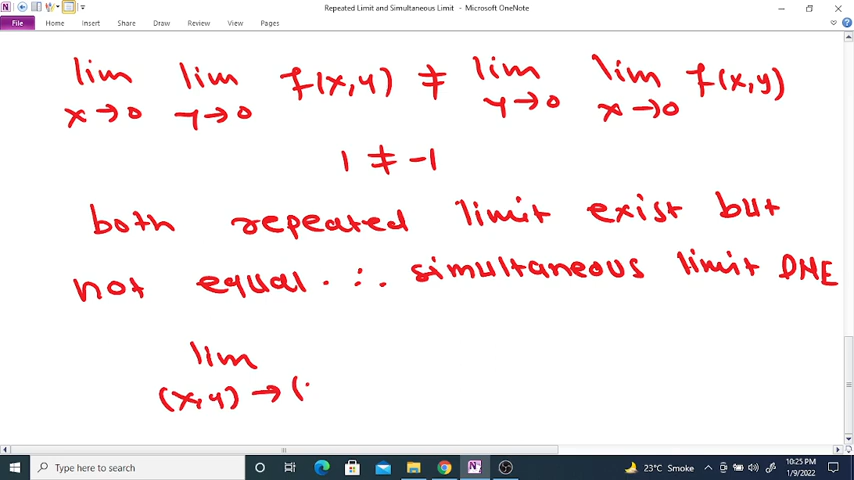 Repeated Limit and Simultaneous Limit - Microsoft OneNote
File Home Insert Share Draw History Review View Pages
lim lim f(x,y) ≠ lim lim f(x,y)
x→0 y→0 y→0 x→0
1 ≠ -1
both repeated limit exist but
not equal. ∴ simultaneous limit DNE
lim
(x,y) → (
Type here to search
23°C Smoke
10:25 PM
1/9/2022